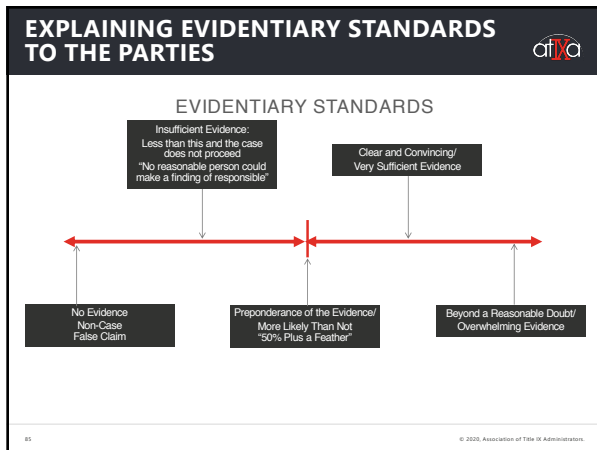 EXPLAINING EVIDENTIARY STANDARDS
TO THE PARTIES
atIXa
EVIDENTIARY STANDARDS
Insufficient Evidence:
Less than this and the case
does not proceed
“No reasonable person could
make a finding of responsible”
Clear and Convincing/
Very Sufficient Evidence
No Evidence
Non-Case
False Claim
Preponderance of the Evidence/
More Likely Than Not
“50% Plus a Feather”
Beyond a Reasonable Doubt/
Overwhelming Evidence
85
© 2020, Association of Title IX Administrators.